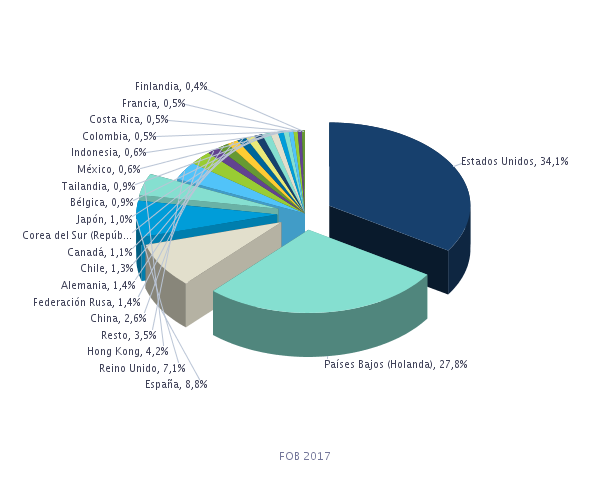 Finlandia, 0,4%
Francia, 0,5%
Costa Rica, 0,5%
Colombia, 0,5%
Indonesia, 0,6%
México, 0,6%
Tailandia, 0,9%
Bélgica, 0,9%
Japón, 1,0%
Corea del Sur (Repúb...
Canadá, 1,1%
Chile, 1,3%
Alemania, 1,4%
Federación Rusa, 1,4%
China, 2,6%
Resto, 3,5%
Hong Kong, 4,2%
Reino Unido, 7,1%
España, 8,8%
Estados Unidos, 34,1%
Países Bajos (Holanda), 27,8%
FOB 2017